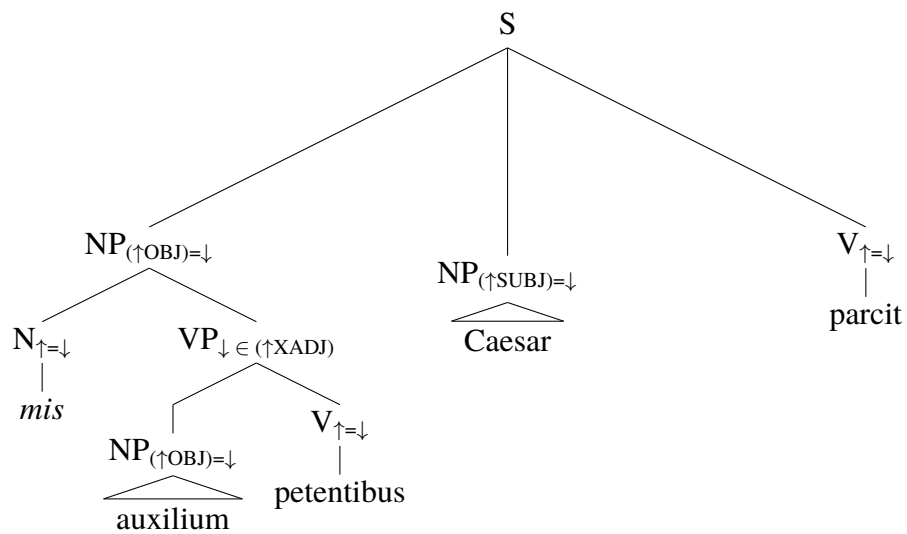 S
NP(↑OBJ)=↓
NP(↑SUBJ)=↓
V↑=↓
N↑=↓
VP↓ ∈ (↑XADJ)
Caesar
parcit
mis
NP(↑OBJ)=↓
V↑=↓
auxilium
petentibus